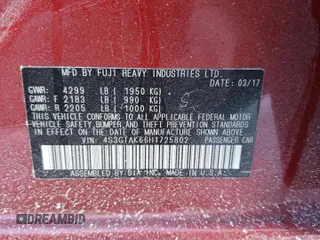 MFD BY FUJI HEAVY INDUSTRIES LTD.
DATE: 03/17
GVWR: 4299 LB ( 1950 KG)
GAWR: F 2183 LB ( 990 KG)
GAWR: R 2205 LB ( 1000 KG)
THIS VEHICLE CONFORMS TO ALL APPLICABLE FEDERAL MOTOR
VEHICLE SAFETY, BUMPER, AND THEFT PREVENTION STANDARDS
IN EFFECT ON THE DATE OF MANUFACTURE SHOWN ABOVE.
VIN: 4S3GTAK66H1725802 PASSENGER CAR
ASSEMBLED BY SIA, INC. MADE IN U.S.A.
DREAMBID